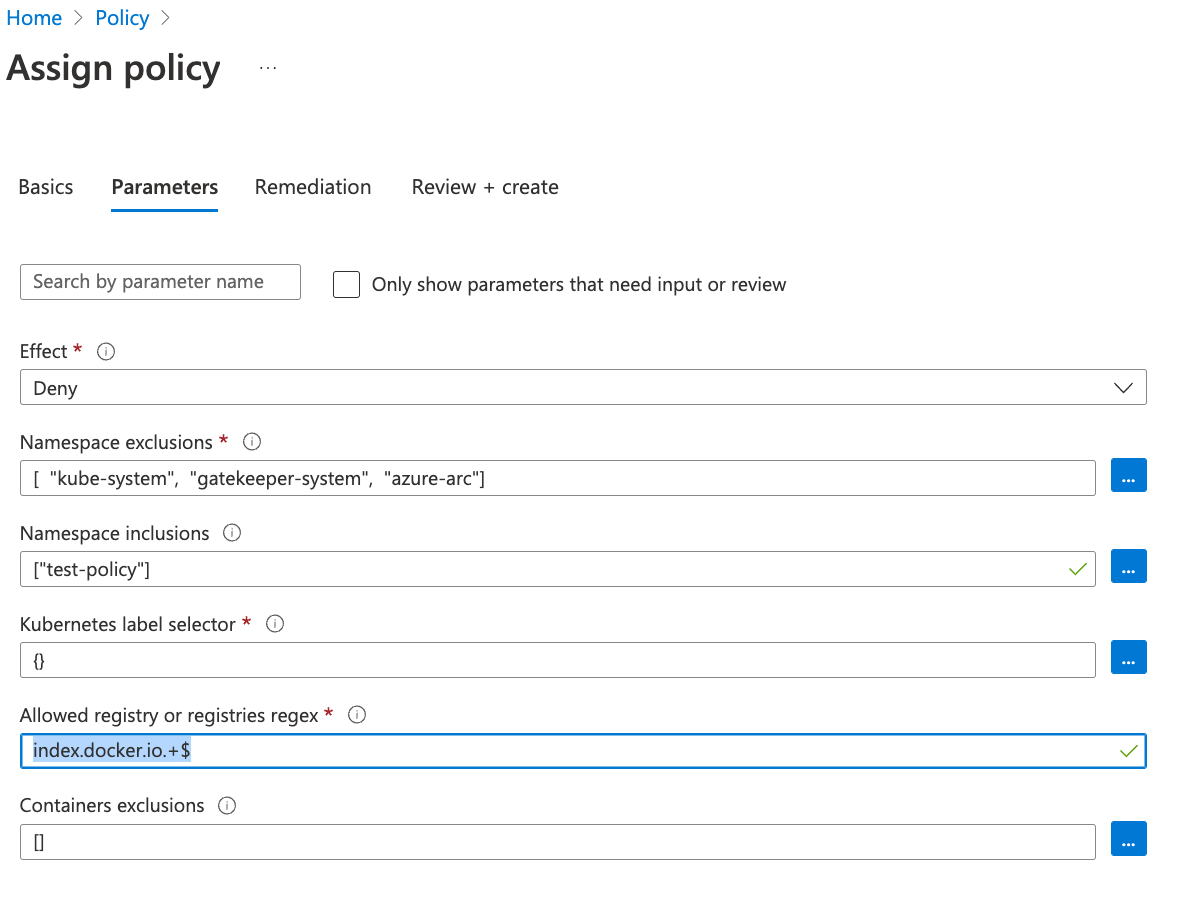 Home > Policy >
Assign policy ...
Basics Parameters Remediation Review + create
Search by parameter name Only show parameters that need input or review
Effect *
Deny
Namespace exclusions *
[ "kube-system", "gatekeeper-system", "azure-arc"] ...
Namespace inclusions
["test-policy"] ...
Kubernetes label selector *
{} ...
Allowed registry or registries regex *
index.docker.io.+$
Containers exclusions
[] ...